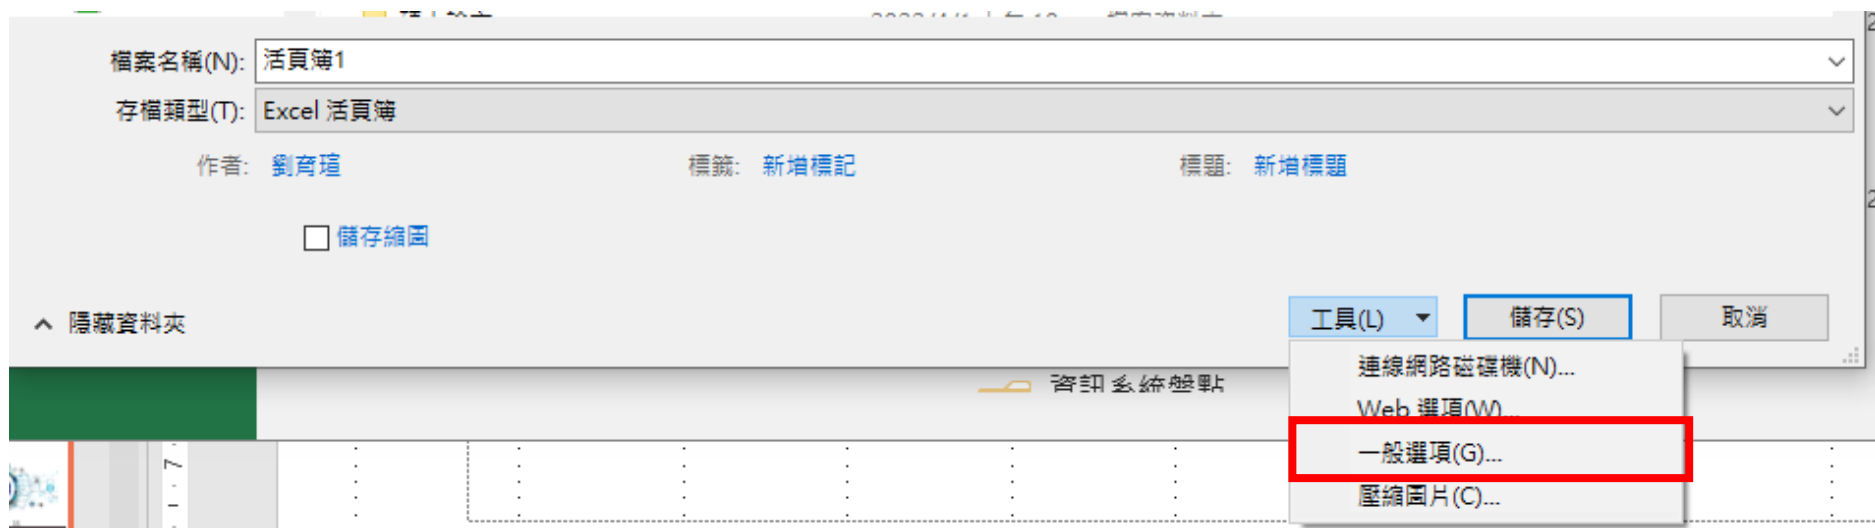 檔案名稱(N): 活頁簿1
存檔類型(T): Excel 活頁簿
作者: 劉育瑄 標籤: 新增標記 標題: 新增標題
儲存縮圖
隱藏資料夾 工具(L) 儲存(S) 取消
連線網路磁碟機(N)...
資訊系統盤點
Web 選項(W)...
一般選項(G)...
壓縮圖片(C)...